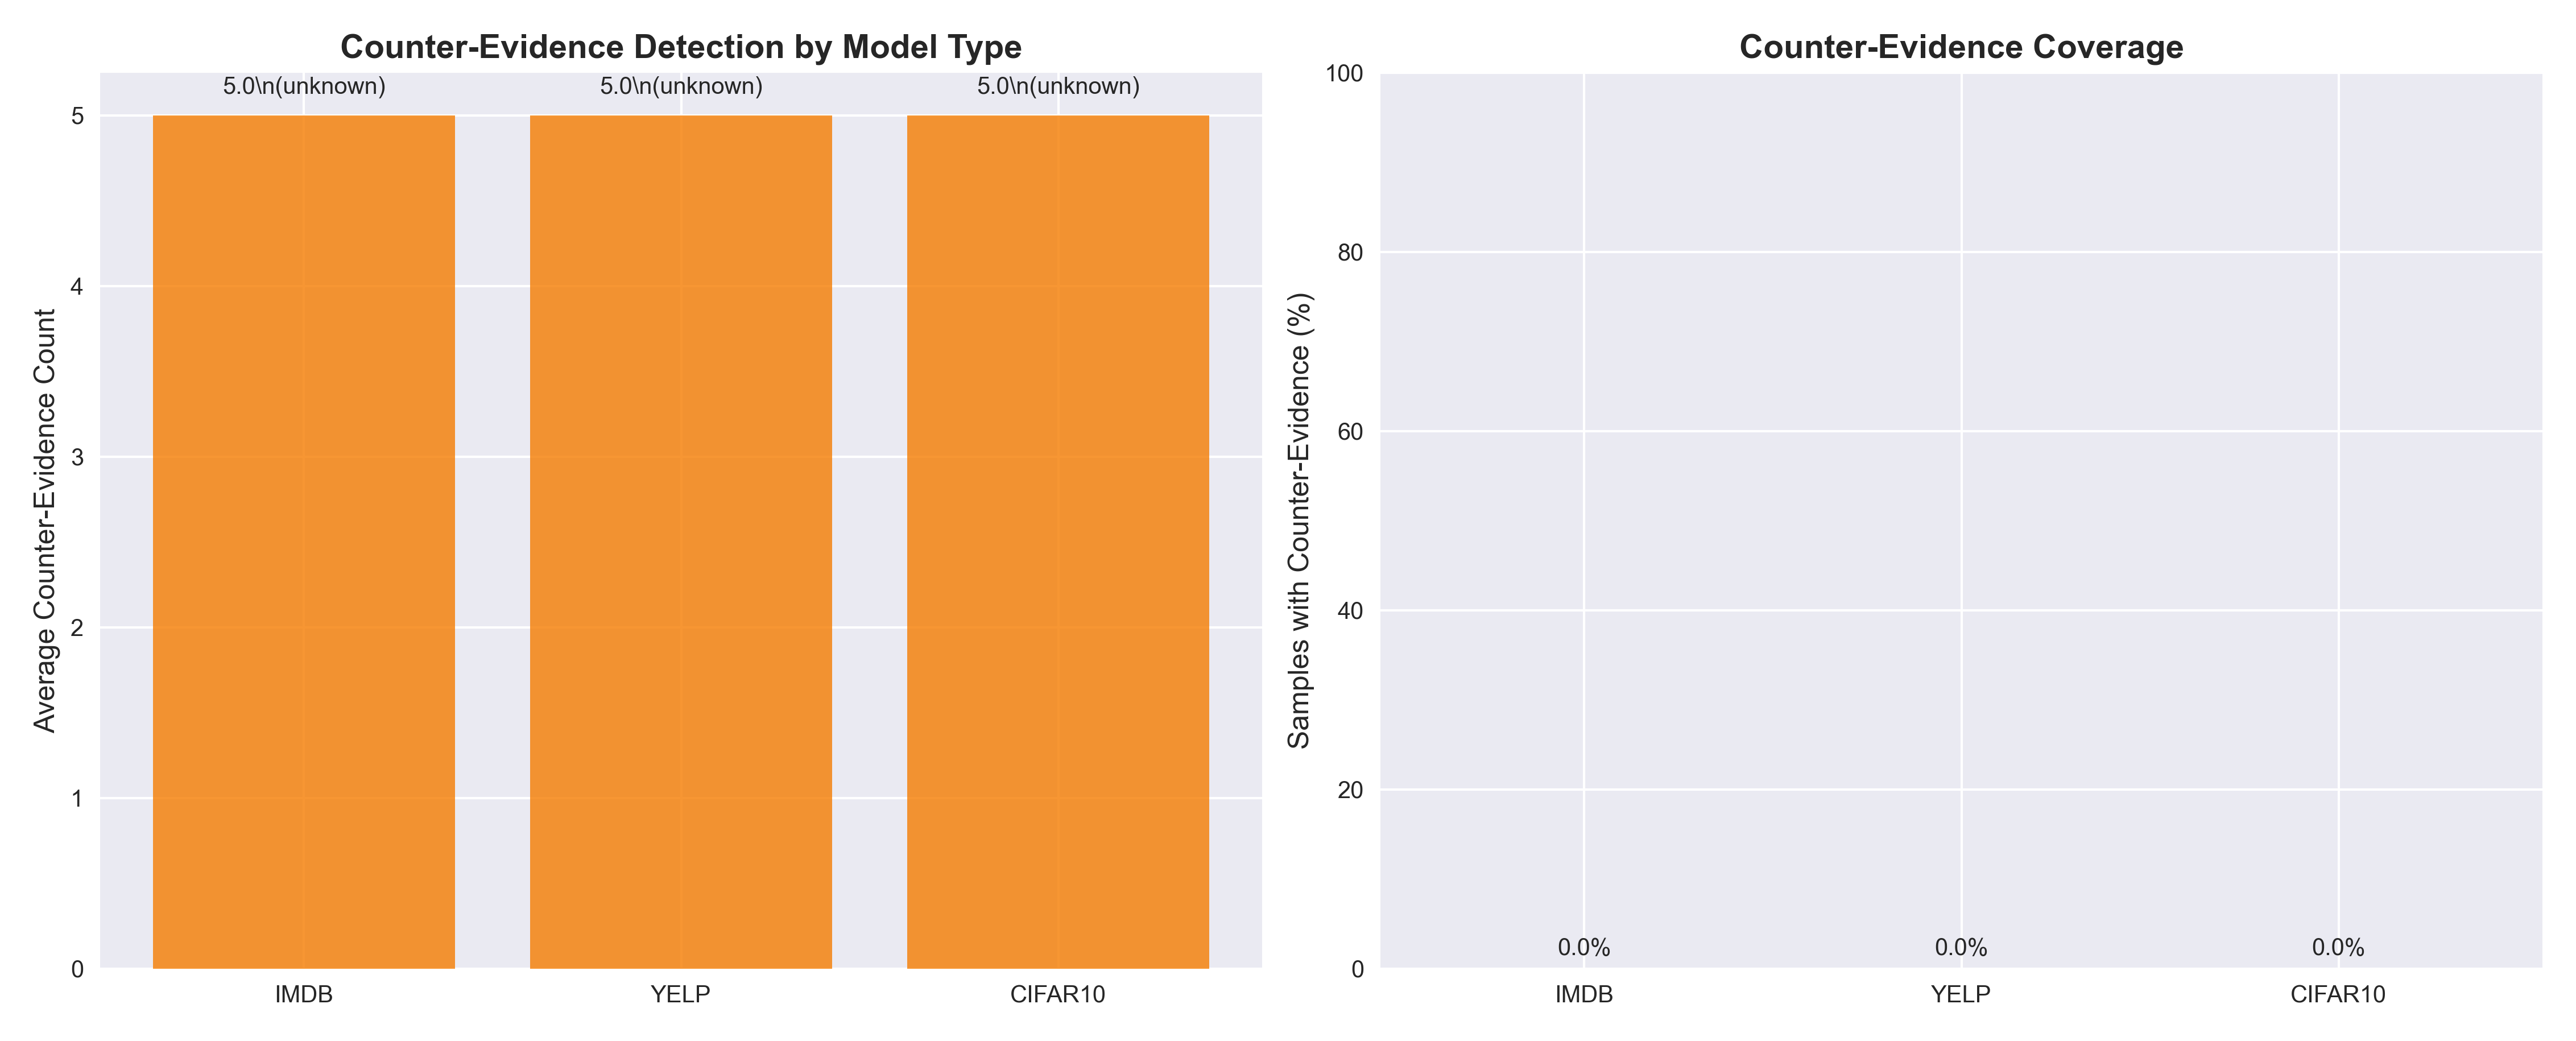 Counter-Evidence Detection by Model Type
5.0\n(unknown) 5.0\n(unknown) 5.0\n(unknown)
Average Counter-Evidence Count
5
4
3
2
1
0
IMDB YELP CIFAR10
Counter-Evidence Coverage
Samples with Counter-Evidence (%)
100
80
60
40
20
0
0.0% 0.0% 0.0%
IMDB YELP CIFAR10